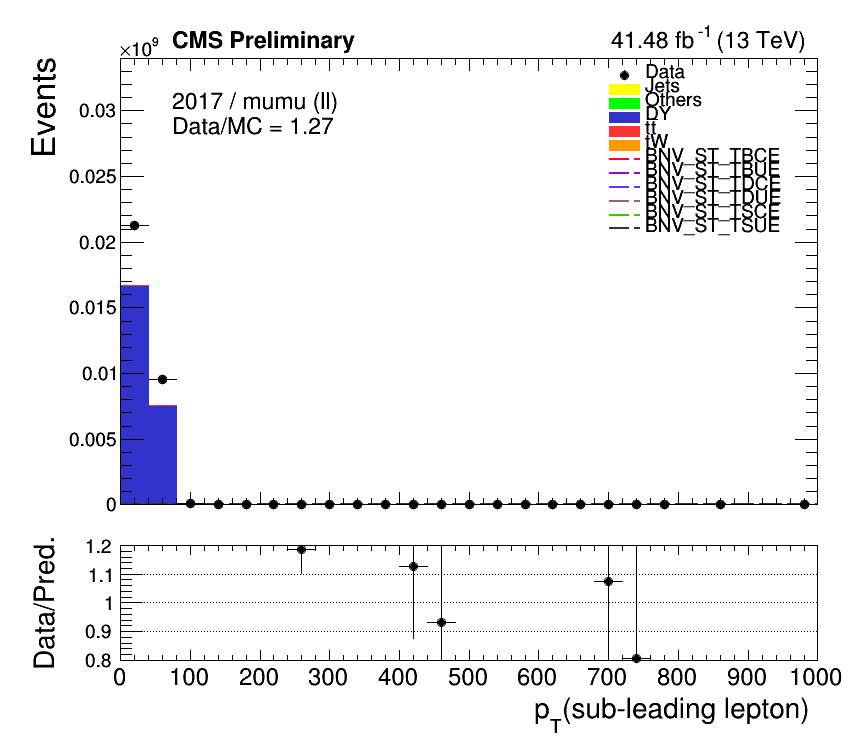 ×10⁹ CMS Preliminary 41.48 fb⁻¹ (13 TeV)
Events
2017 / mumu (ll)
Data/MC = 1.27
Data
Jets
Others
DY
tt
tW
BNV_ST_TBCE
BNV_ST_TBUE
BNV_ST_TDCE
BNV_ST_TDUE
BNV_ST_TSCE
BNV_ST_TSUE
0.03
0.025
0.02
0.015
0.01
0.005
0
Data/Pred.
1.2
1.1
1
0.9
0.8
0 100 200 300 400 500 600 700 800 900 1000
p_T(sub-leading lepton)